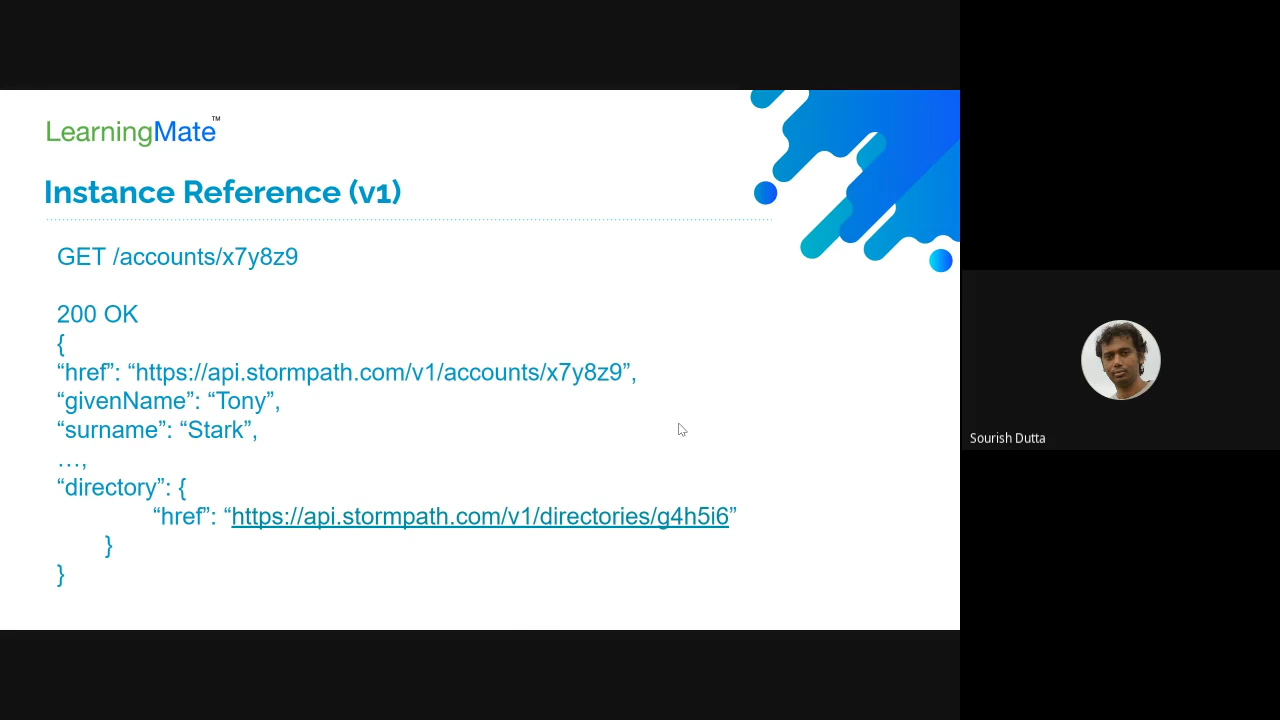 LearningMate™
Instance Reference (v1)
GET /accounts/x7y8z9
200 OK
{
“href”: “https://api.stormpath.com/v1/accounts/x7y8z9”,
“givenName”: “Tony”,
“surname”: “Stark”,
…,
“directory”: {
“href”: “https://api.stormpath.com/v1/directories/g4h5i6”
}
}
Sourish Dutta